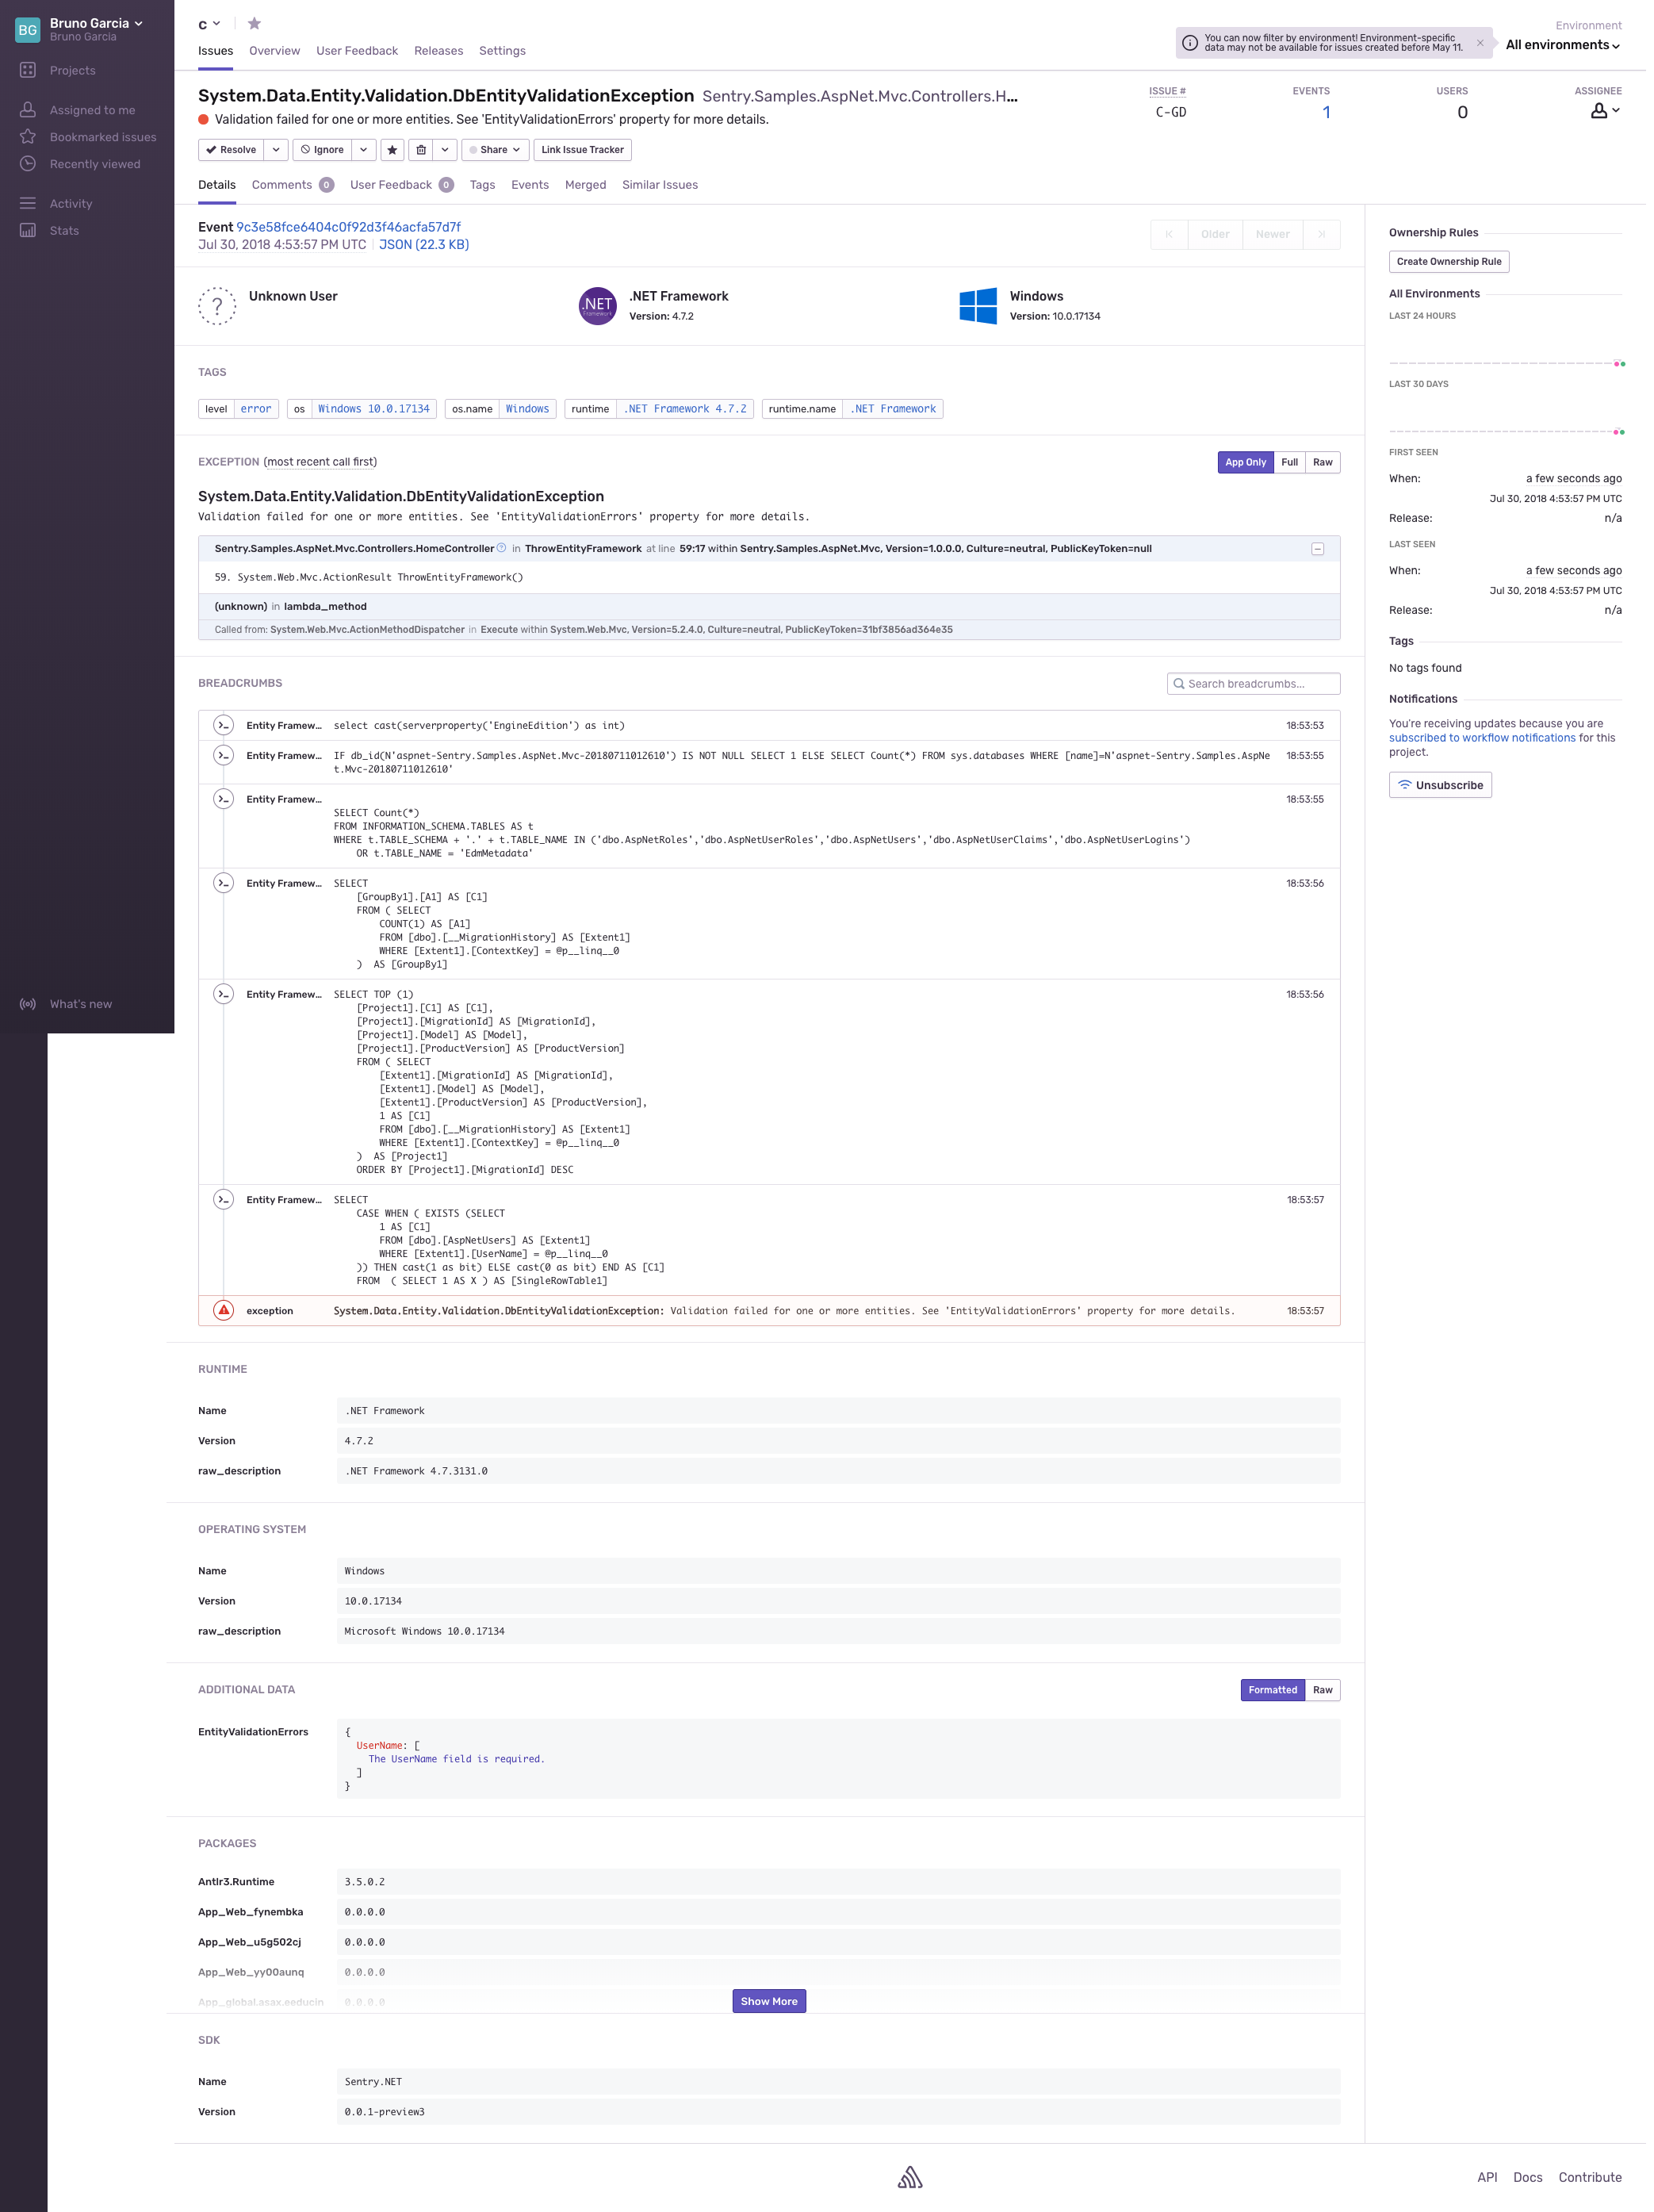 BG
Bruno Garcia
Bruno Garcia
Projects
Assigned to me
Bookmarked issues
Recently viewed
Activity
Stats
What's new
c
Issues Overview User Feedback Releases Settings
You can now filter by environment! Environment-specific
data may not be available for issues created before May 11.
Environment
All environments
System.Data.Entity.Validation.DbEntityValidationException Sentry.Samples.AspNet.Mvc.Controllers.H…
Validation failed for one or more entities. See 'EntityValidationErrors' property for more details.
ISSUE # EVENTS USERS ASSIGNEE
C-GD 1 0
Resolve Ignore Share Link Issue Tracker
Details Comments 0 User Feedback 0 Tags Events Merged Similar Issues
Event 9c3e58fce6404c0f92d3f46acfa57d7f
Jul 30, 2018 4:53:57 PM UTC JSON (22.3 KB)
Older Newer
? Unknown User
.NET Framework .NET Framework
Version: 4.7.2
Windows
Version: 10.0.17134
TAGS
level error os Windows 10.0.17134 os.name Windows runtime .NET Framework 4.7.2 runtime.name .NET Framework
EXCEPTION (most recent call first) App Only Full Raw
System.Data.Entity.Validation.DbEntityValidationException
Validation failed for one or more entities. See 'EntityValidationErrors' property for more details.
Sentry.Samples.AspNet.Mvc.Controllers.HomeController ? in ThrowEntityFramework at line 59:17 within Sentry.Samples.AspNet.Mvc, Version=1.0.0.0, Culture=neutral, PublicKeyToken=null
59. System.Web.Mvc.ActionResult ThrowEntityFramework()
(unknown) in lambda_method
Called from: System.Web.Mvc.ActionMethodDispatcher in Execute within System.Web.Mvc, Version=5.2.4.0, Culture=neutral, PublicKeyToken=31bf3856ad364e35
BREADCRUMBS Search breadcrumbs...
Entity Framew… select cast(serverproperty('EngineEdition') as int) 18:53:53
Entity Framew… IF db_id(N'aspnet-Sentry.Samples.AspNet.Mvc-20180711012610') IS NOT NULL SELECT 1 ELSE SELECT Count(*) FROM sys.databases WHERE [name]=N'aspnet-Sentry.Samples.AspNe 18:53:55
t.Mvc-20180711012610'
Entity Framew… 18:53:55
SELECT Count(*)
FROM INFORMATION_SCHEMA.TABLES AS t
WHERE t.TABLE_SCHEMA + '.' + t.TABLE_NAME IN ('dbo.AspNetRoles','dbo.AspNetUserRoles','dbo.AspNetUsers','dbo.AspNetUserClaims','dbo.AspNetUserLogins')
OR t.TABLE_NAME = 'EdmMetadata'
Entity Framew… SELECT 18:53:56
[GroupBy1].[A1] AS [C1]
FROM ( SELECT
COUNT(1) AS [A1]
FROM [dbo].[__MigrationHistory] AS [Extent1]
WHERE [Extent1].[ContextKey] = @p__linq__0
) AS [GroupBy1]
Entity Framew… SELECT TOP (1) 18:53:56
[Project1].[C1] AS [C1],
[Project1].[MigrationId] AS [MigrationId],
[Project1].[Model] AS [Model],
[Project1].[ProductVersion] AS [ProductVersion]
FROM ( SELECT
[Extent1].[MigrationId] AS [MigrationId],
[Extent1].[Model] AS [Model],
[Extent1].[ProductVersion] AS [ProductVersion],
1 AS [C1]
FROM [dbo].[__MigrationHistory] AS [Extent1]
WHERE [Extent1].[ContextKey] = @p__linq__0
) AS [Project1]
ORDER BY [Project1].[MigrationId] DESC
Entity Framew… SELECT 18:53:57
CASE WHEN ( EXISTS (SELECT
1 AS [C1]
FROM [dbo].[AspNetUsers] AS [Extent1]
WHERE [Extent1].[UserName] = @p__linq__0
)) THEN cast(1 as bit) ELSE cast(0 as bit) END AS [C1]
FROM ( SELECT 1 AS X ) AS [SingleRowTable1]
exception System.Data.Entity.Validation.DbEntityValidationException: Validation failed for one or more entities. See 'EntityValidationErrors' property for more details. 18:53:57
RUNTIME
Name .NET Framework
Version 4.7.2
raw_description .NET Framework 4.7.3131.0
OPERATING SYSTEM
Name Windows
Version 10.0.17134
raw_description Microsoft Windows 10.0.17134
ADDITIONAL DATA Formatted Raw
EntityValidationErrors {
UserName: [
The UserName field is required.
]
}
PACKAGES
Antlr3.Runtime 3.5.0.2
App_Web_fynembka 0.0.0.0
App_Web_u5g502cj 0.0.0.0
App_Web_yy00aunq 0.0.0.0
App_global.asax.eeducin 0.0.0.0
Show More
SDK
Name Sentry.NET
Version 0.0.1-preview3
Ownership Rules
Create Ownership Rule
All Environments
LAST 24 HOURS
LAST 30 DAYS
FIRST SEEN
When: a few seconds ago
Jul 30, 2018 4:53:57 PM UTC
Release: n/a
LAST SEEN
When: a few seconds ago
Jul 30, 2018 4:53:57 PM UTC
Release: n/a
Tags
No tags found
Notifications
You're receiving updates because you are
subscribed to workflow notifications for this
project.
Unsubscribe
API Docs Contribute